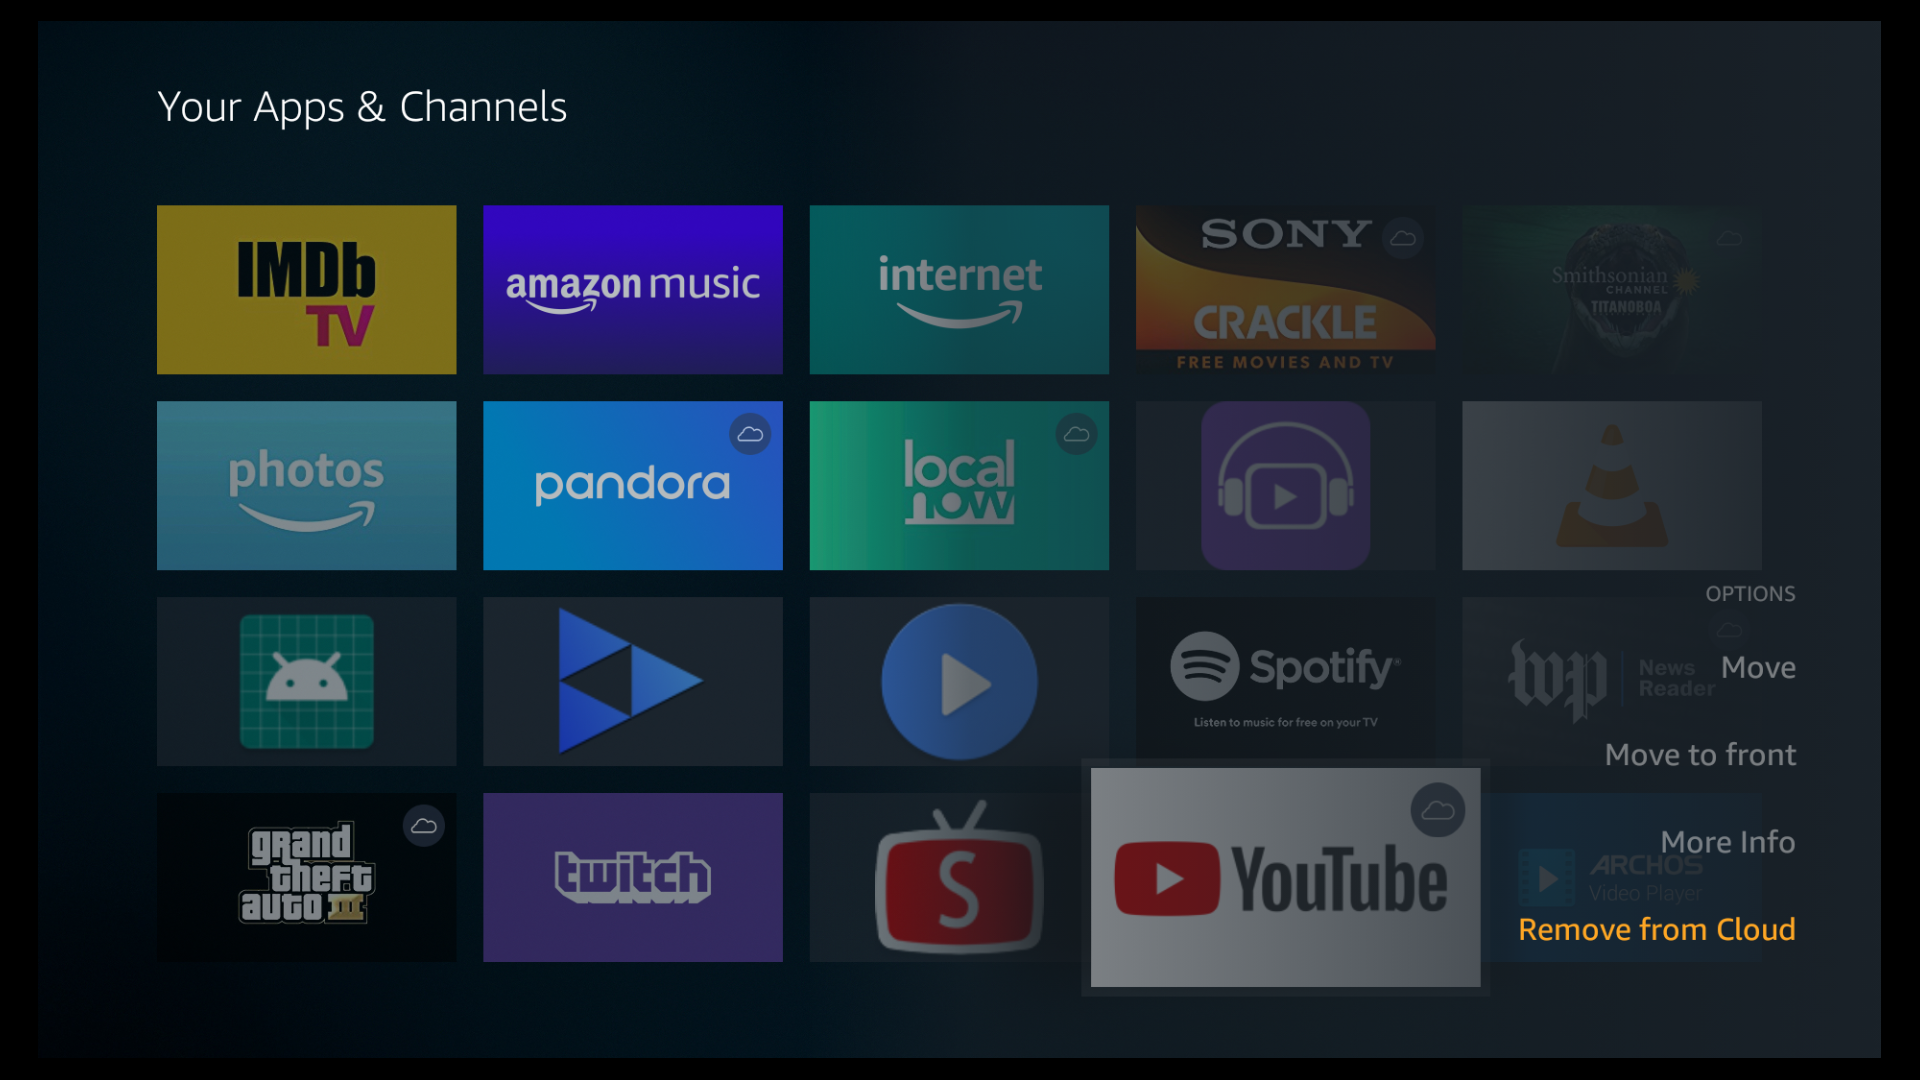 Your Apps & Channels
IMDb
TV
amazon music
internet
SONY
CRACKLE
FREE MOVIES AND TV
Smithsonian
CHANNEL
TITANOBOA
photos
pandora
local
now
Spotify®
Listen to music for free on your TV
wp
News
Reader
grand
theft
auto III
twitch
S
YouTube
ARCHOS
Video Player
OPTIONS
Move
Move to front
More Info
Remove from Cloud